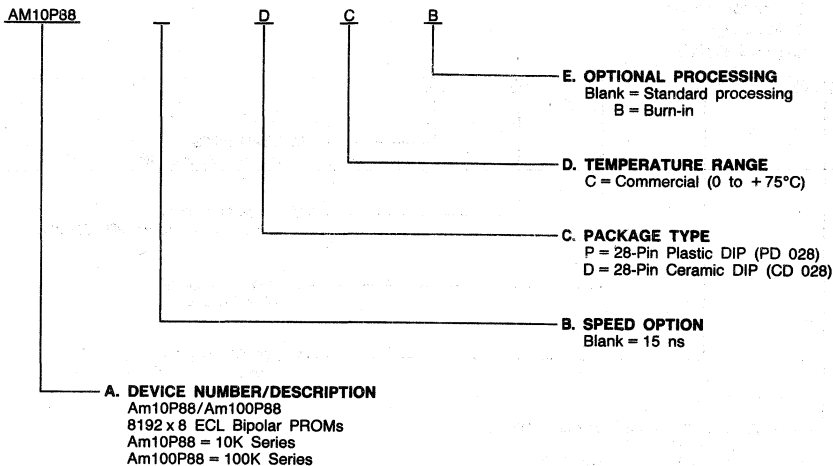 AM10P88 _ D C B
E. OPTIONAL PROCESSING
Blank = Standard processing
B = Burn-in
D. TEMPERATURE RANGE
C = Commercial (0 to +75°C)
C. PACKAGE TYPE
P = 28-Pin Plastic DIP (PD 028)
D = 28-Pin Ceramic DIP (CD 028)
B. SPEED OPTION
Blank = 15 ns
A. DEVICE NUMBER/DESCRIPTION
Am10P88/Am100P88
8192 x 8 ECL Bipolar PROMs
Am10P88 = 10K Series
Am100P88 = 100K Series